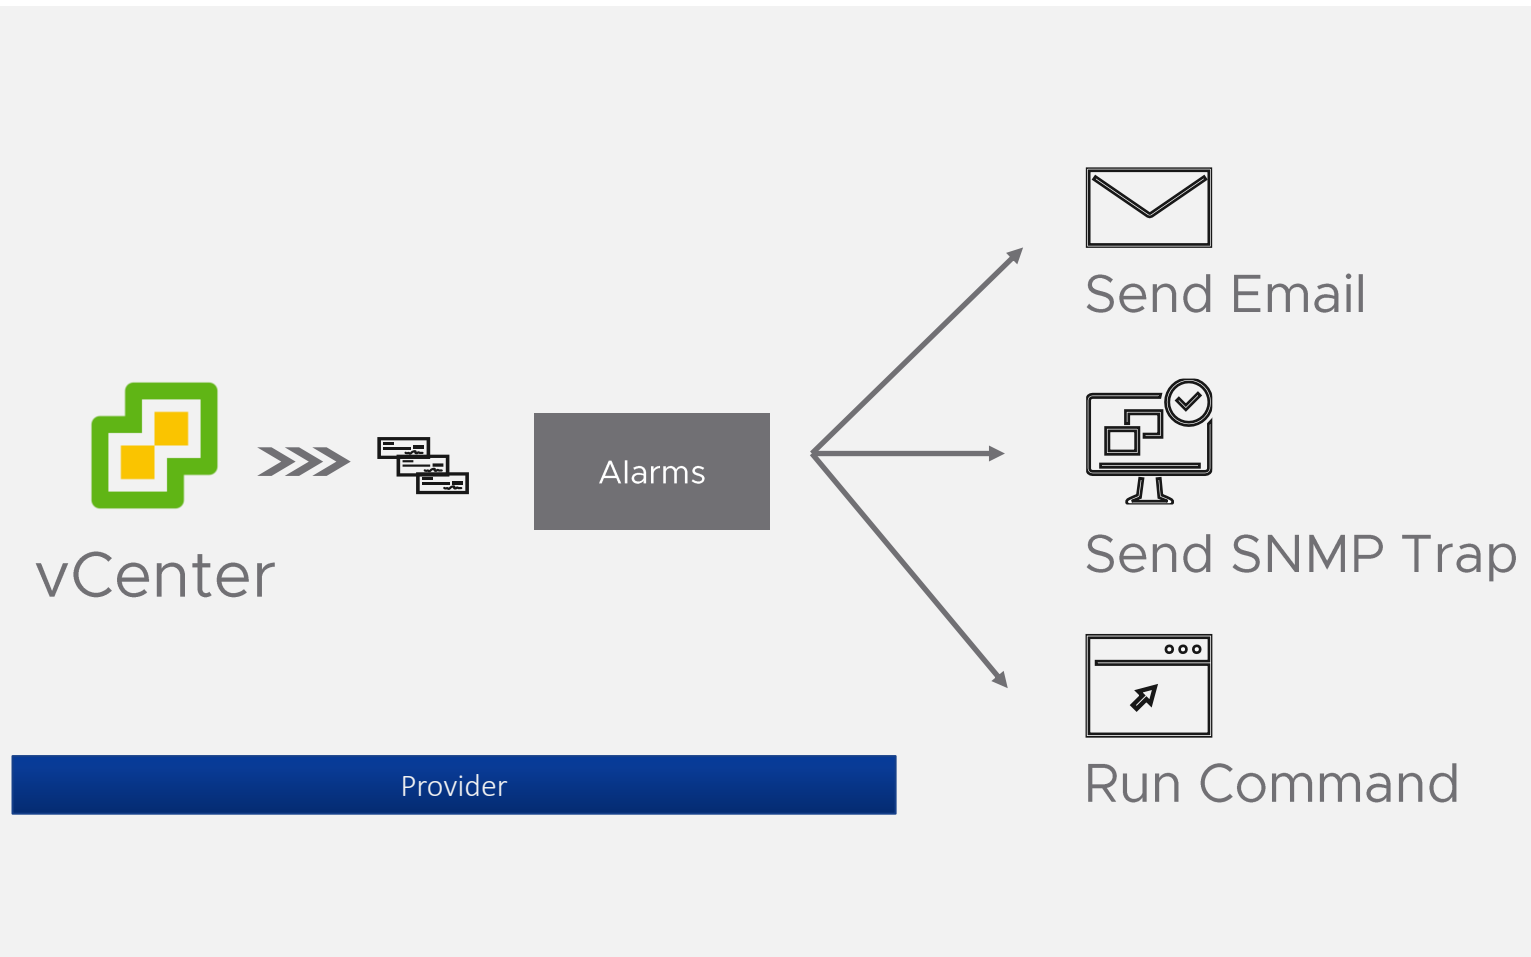 Send Email
Alarms
Send SNMP Trap
vCenter
Provider
Run Command